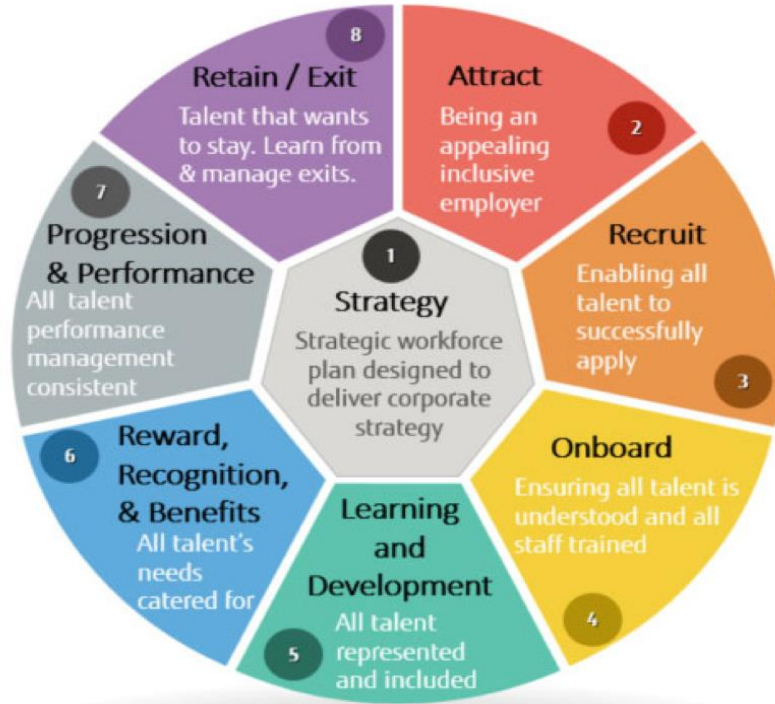 1
Strategy
Strategic workforce
plan designed to
deliver corporate
strategy
2
Attract
Being an
appealing
inclusive
employer
Recruit
Enabling all
talent to
successfully
apply
3
Onboard
Ensuring all talent is
understood and all
staff trained
4
Learning
and
Development
All talent
represented
and included
5
6
Reward,
Recognition,
& Benefits
All talent's
needs
catered for
7
Progression
& Performance
All talent
performance
management
consistent
8
Retain / Exit
Talent that wants
to stay. Learn from
& manage exits.